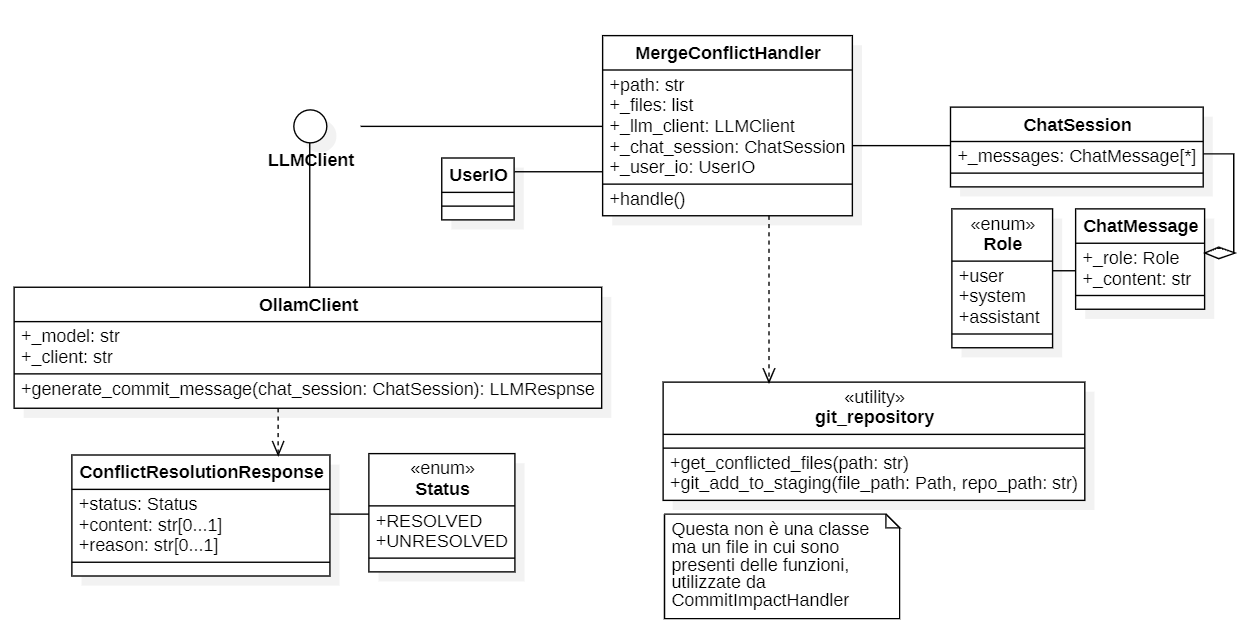 MergeConflictHandler
+path: str
+_files: list
+_llm_client: LLMClient
+_chat_session: ChatSession
+_user_io: UserIO
+handle()
LLMClient
UserIO
ChatSession
+_messages: ChatMessage[*]
«enum»
Role
+user
+system
+assistant
ChatMessage
+_role: Role
+_content: str
OllamClient
+_model: str
+_client: str
+generate_commit_message(chat_session: ChatSession): LLMRespnse
«utility»
git_repository
+get_conflicted_files(path: str)
+git_add_to_staging(file_path: Path, repo_path: str)
ConflictResolutionResponse
+status: Status
+content: str[0...1]
+reason: str[0...1]
«enum»
Status
+RESOLVED
+UNRESOLVED
Questa non è una classe
ma un file in cui sono
presenti delle funzioni,
utilizzate da
CommitImpactHandler